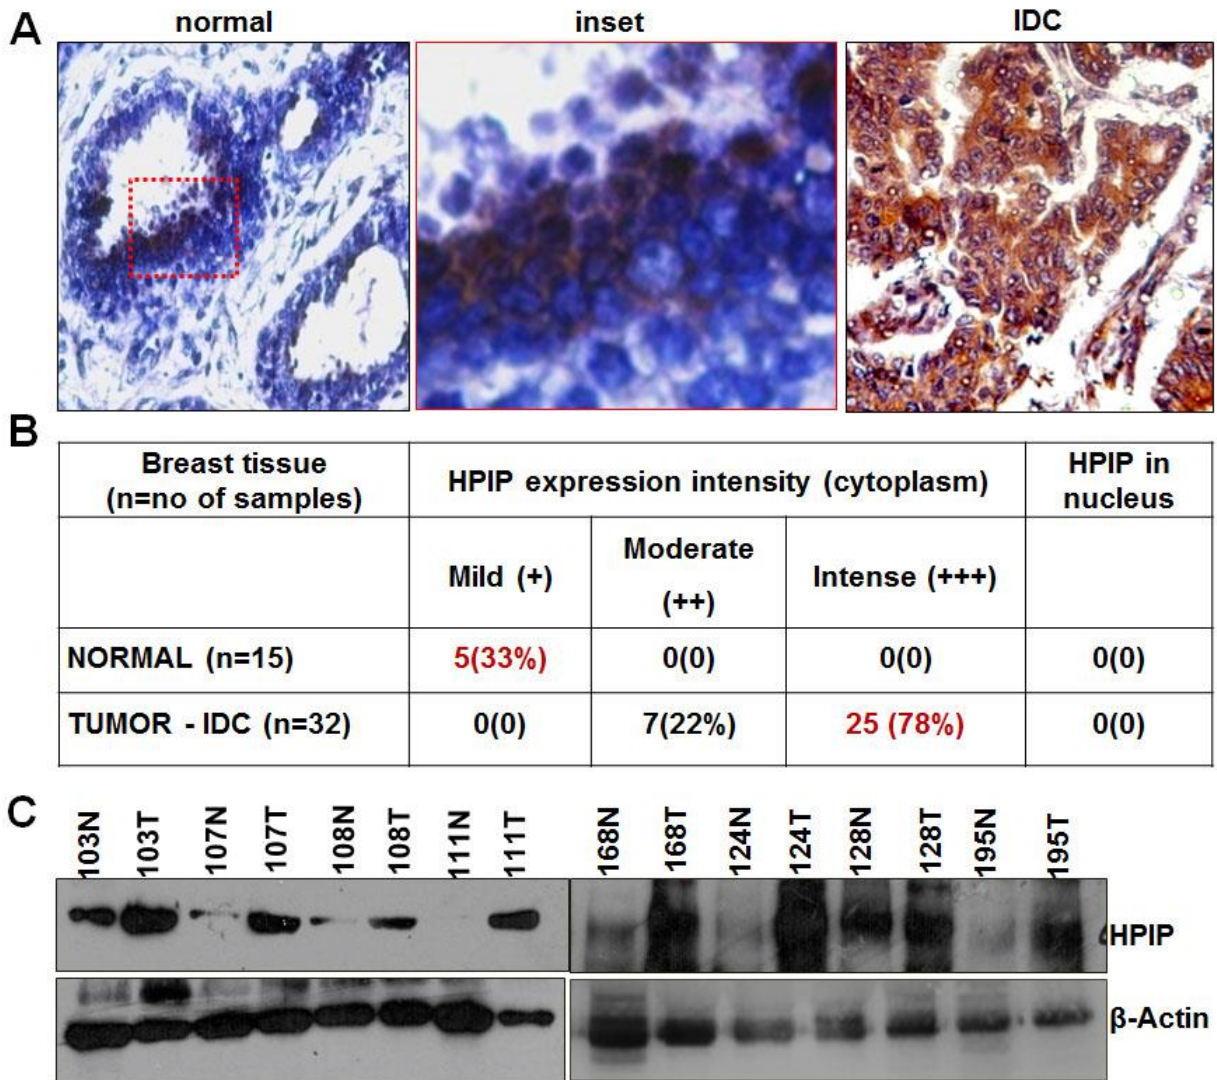 A
normal
inset
IDC
B
Breast tissue
(n=no of samples)
HPIP expression intensity (cytoplasm)
HPIP in
nucleus
Mild (+)
Moderate
(++)
Intense (+++)
NORMAL (n=15)
5(33%)
0(0)
0(0)
0(0)
TUMOR - IDC (n=32)
0(0)
7(22%)
25 (78%)
0(0)
C
103N
103T
107N
107T
108N
108T
111N
111T
168N
168T
124N
124T
128N
128T
195N
195T
HPIP
β-Actin